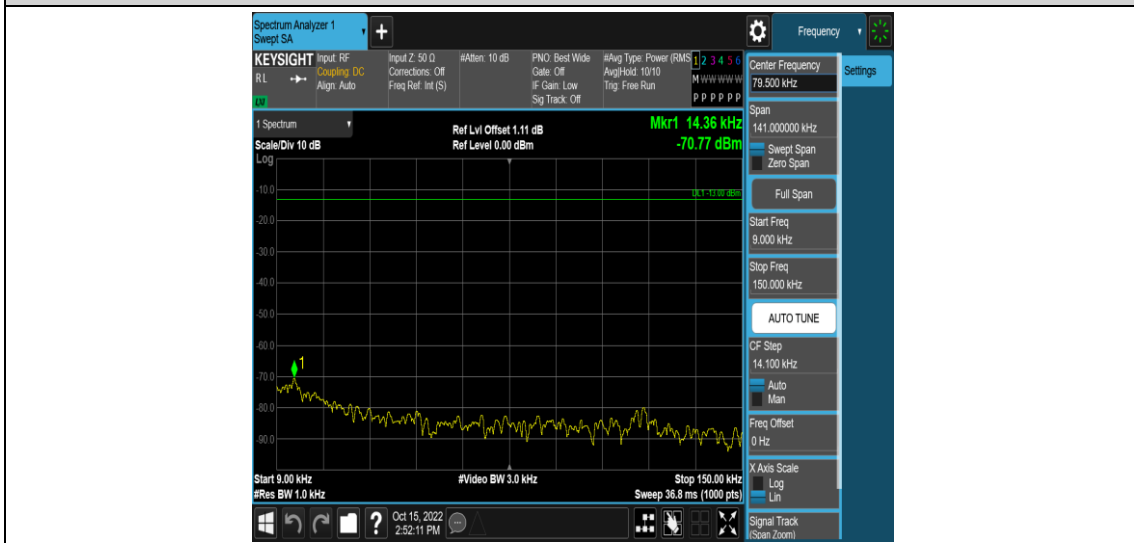 Spectrum Analyzer 1
Swept SA
+
Frequency
KEYSIGHT
RL
LXI
Input: RF
Coupling: DC
Align: Auto
Input Z: 50 Ω
Corrections: Off
Freq Ref: Int (S)
#Atten: 10 dB
PNO: Best Wide
Gate: Off
IF Gain: Low
Sig Track: Off
#Avg Type: Power (RMS
Avg|Hold: 10/10
Trig: Free Run
1 2 3 4 5 6
M W W W W W
P P P P P P
Center Frequency
79.500 kHz
Settings
1 Spectrum
Scale/Div 10 dB
Ref Lvl Offset 1.11 dB
Ref Level 0.00 dBm
Mkr1 14.36 kHz
-70.77 dBm
Log
DL1 -13.00 dBm
-10.0
-20.0
-30.0
-40.0
-50.0
-60.0
-70.0
-80.0
-90.0
1
Start 9.00 kHz
#Res BW 1.0 kHz
#Video BW 3.0 kHz
Stop 150.00 kHz
Sweep 36.8 ms (1000 pts)
Span
141.000000 kHz
Swept Span
Zero Span
Full Span
Start Freq
9.000 kHz
Stop Freq
150.000 kHz
AUTO TUNE
CF Step
14.100 kHz
Auto
Man
Freq Offset
0 Hz
X Axis Scale
Log
Lin
Signal Track
(Span Zoom)
?
Oct 15, 2022
2:52:11 PM